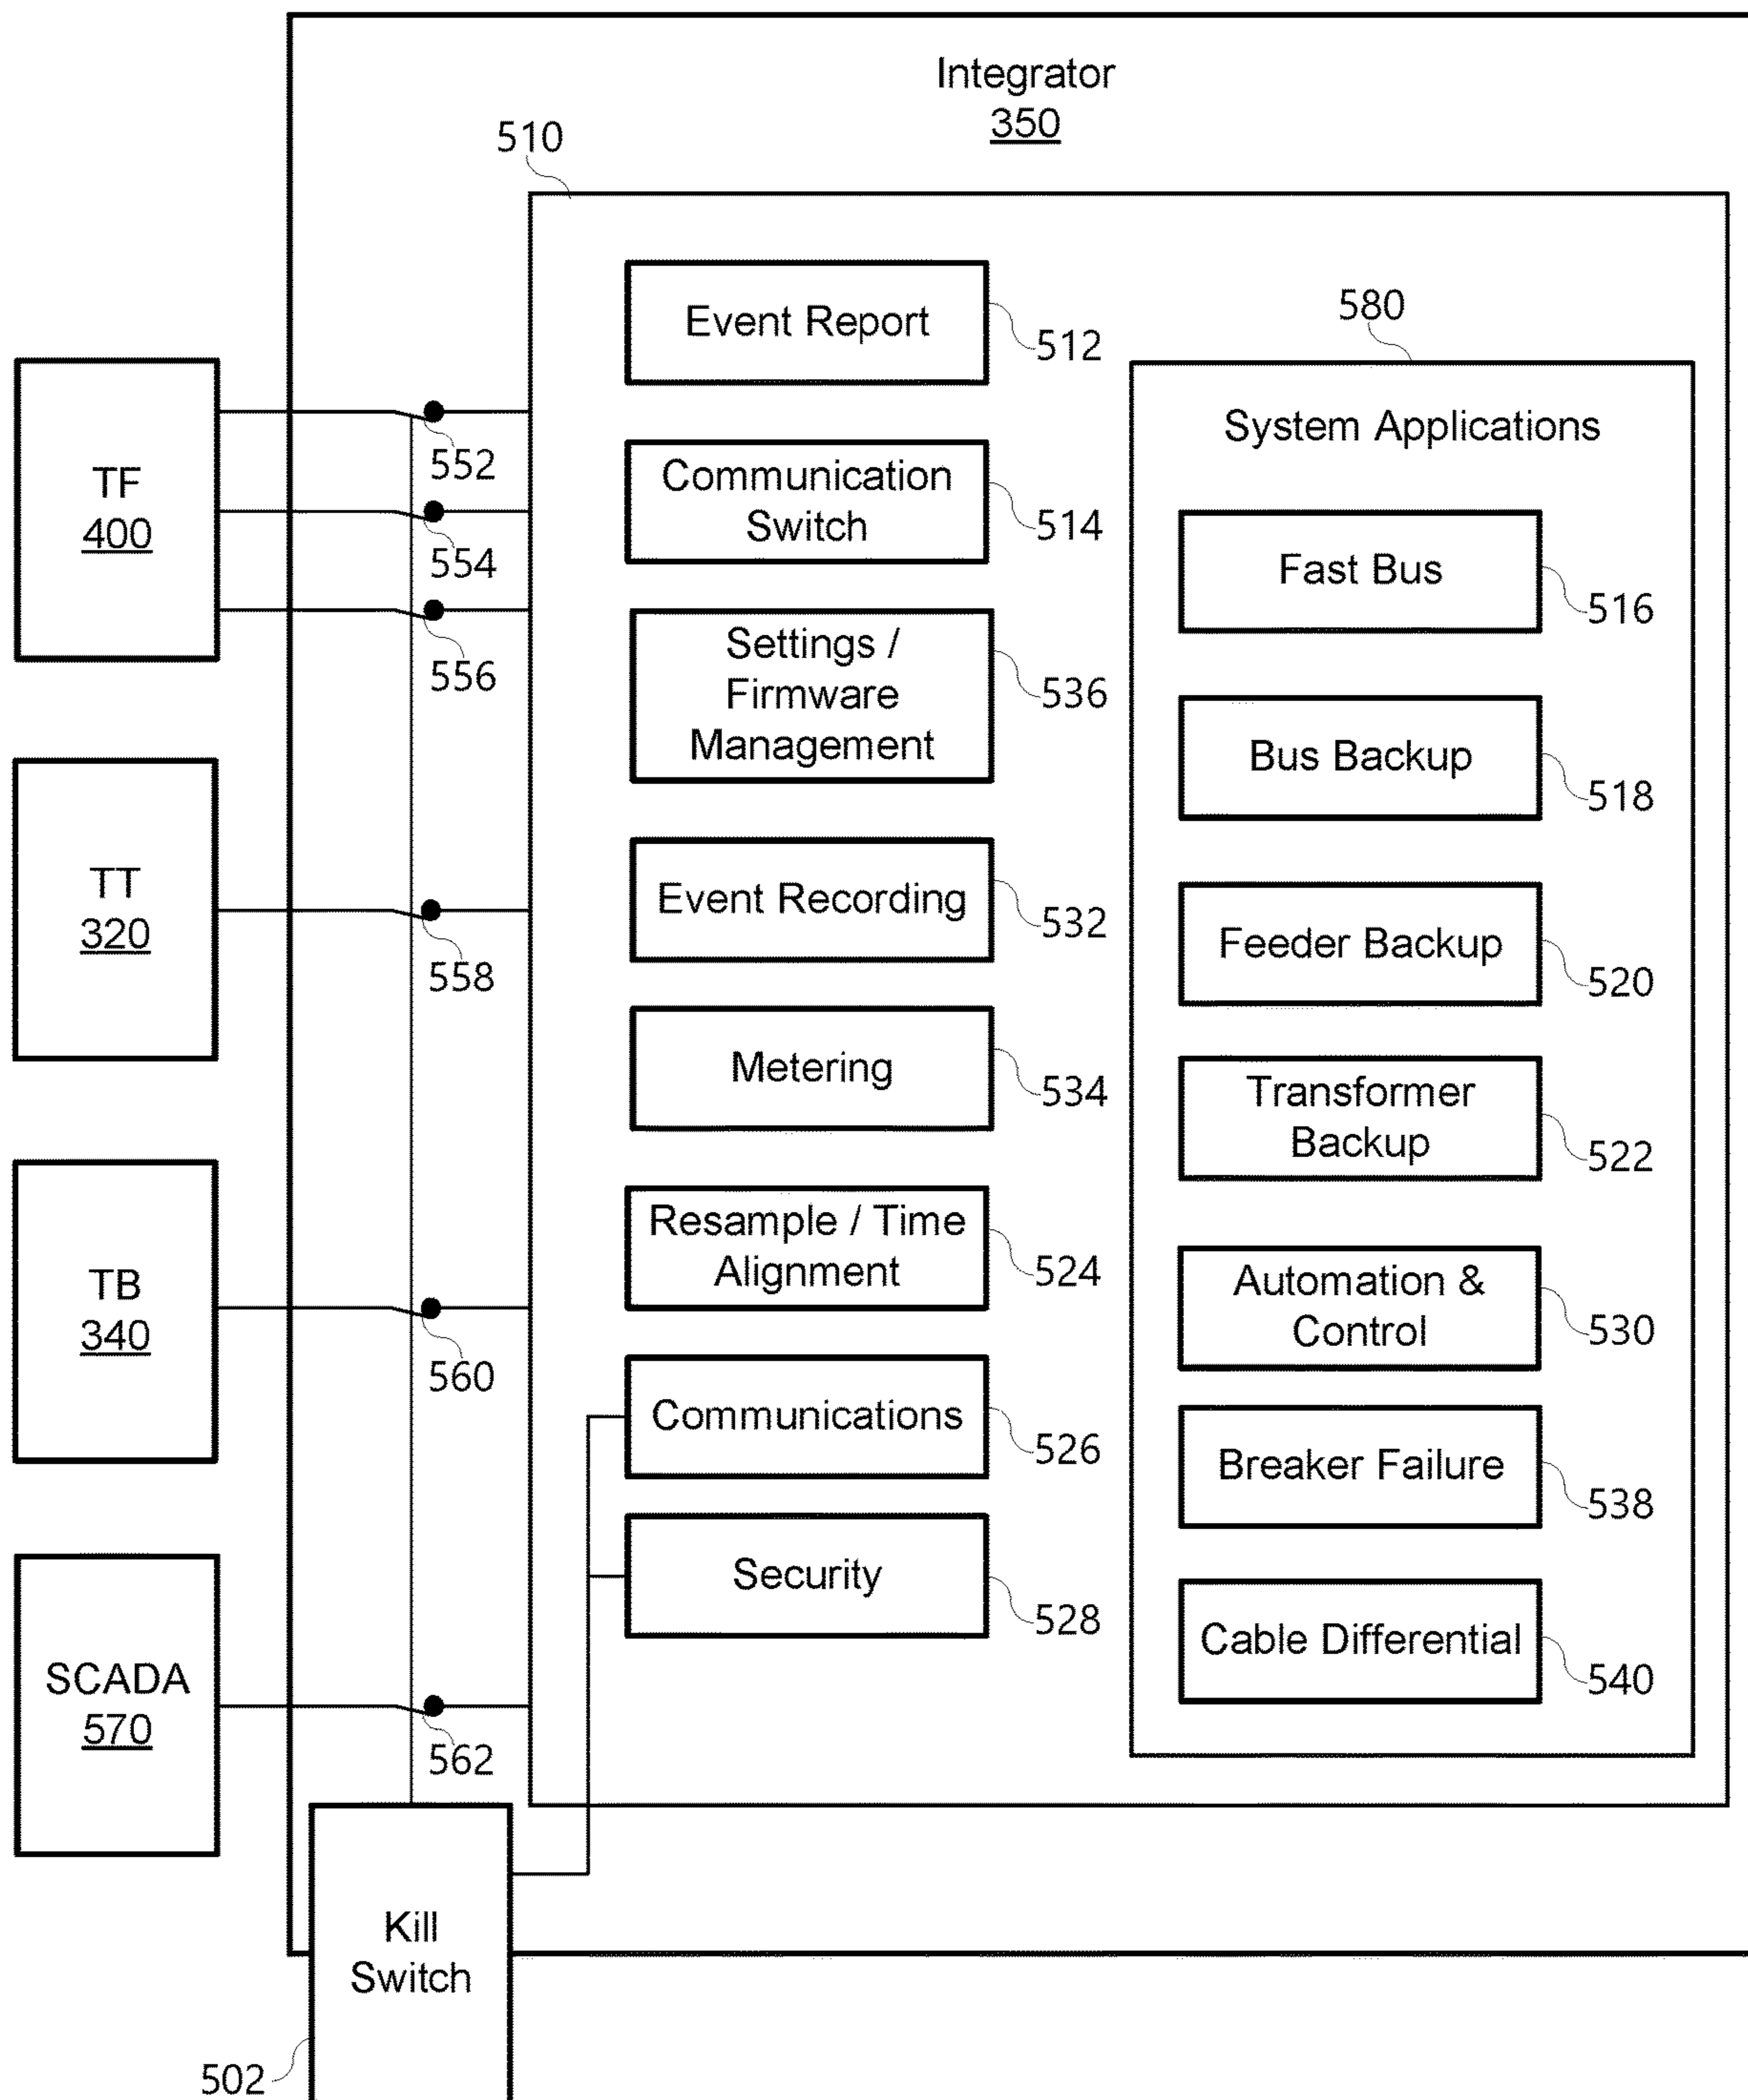 Integrator
350
510
Event Report
512
580
System Applications
TF
400
552
554
556
Communication
Switch
514
Fast Bus
516
Settings /
Firmware
Management
536
Bus Backup
518
TT
320
558
Event Recording
532
Feeder Backup
520
Metering
534
Transformer
Backup
522
TB
340
560
Resample / Time
Alignment
524
Automation &
Control
530
Communications
526
Breaker Failure
538
Security
528
Cable Differential
540
SCADA
570
562
Kill
Switch
502